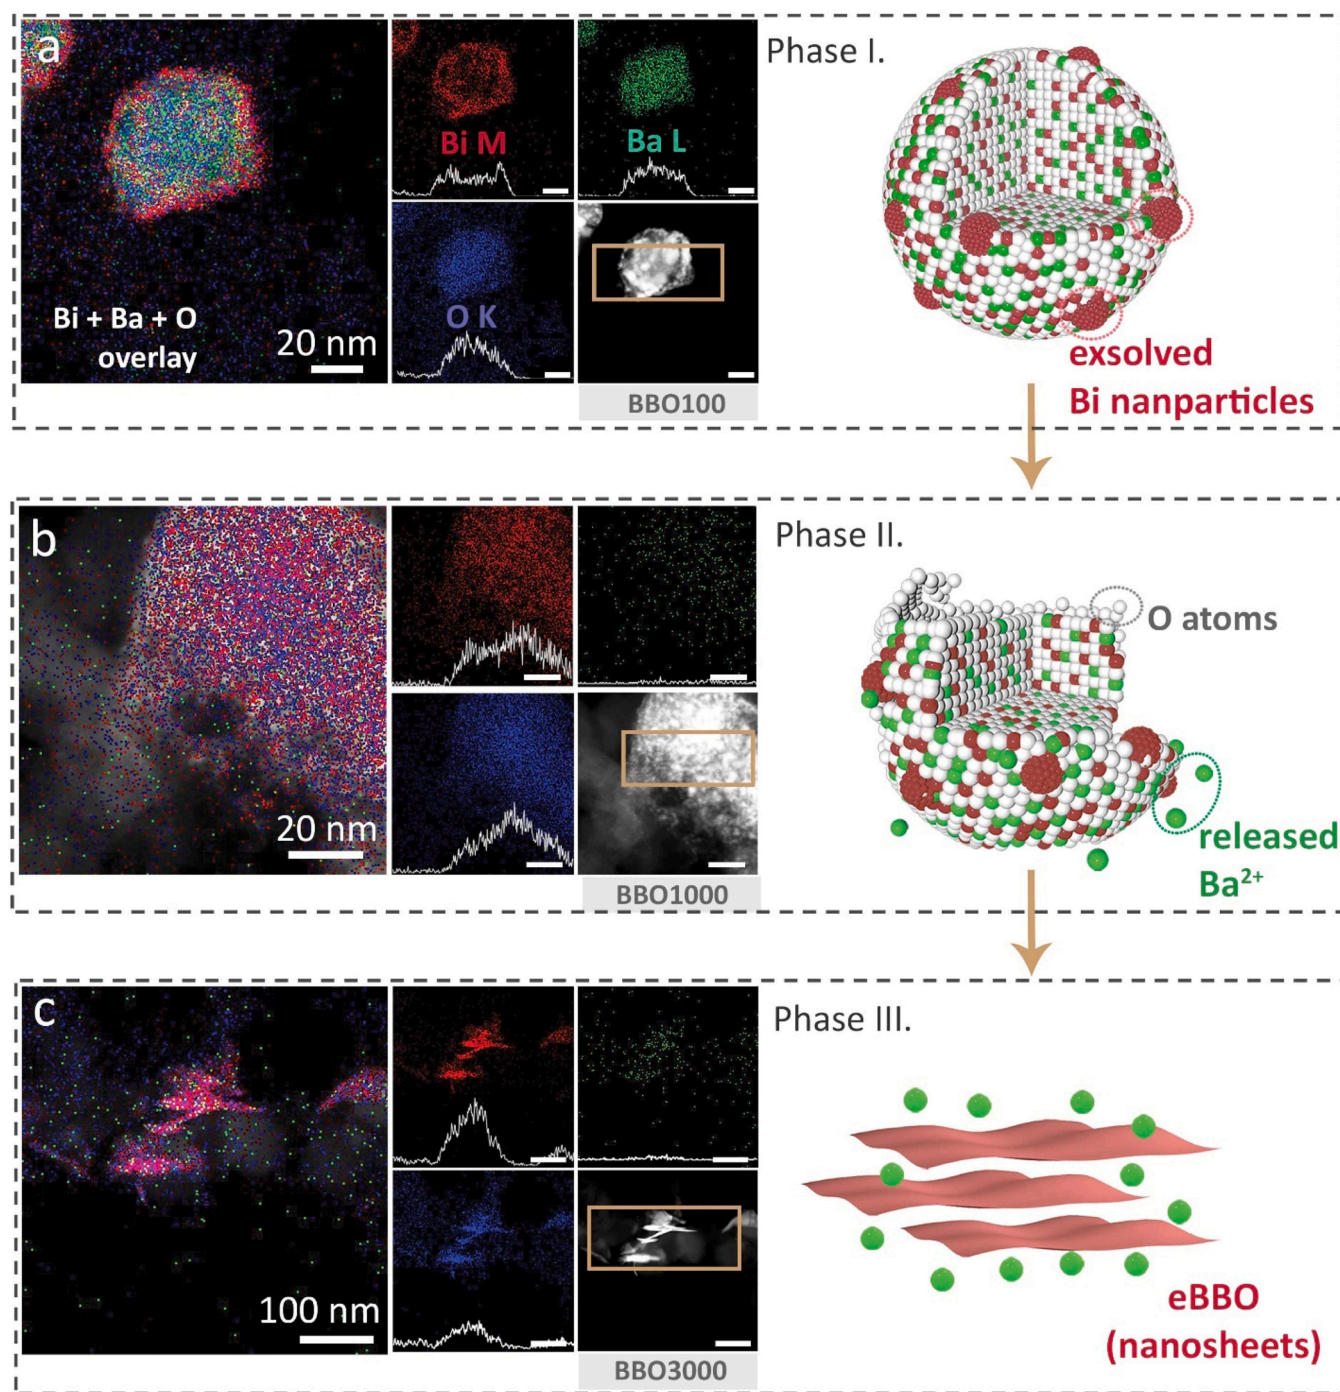 a
Bi M
Ba L
Phase I.
Bi + Ba + O
overlay
20 nm
O K
BBO100
exsolved
Bi nanparticles
b
Phase II.
O atoms
20 nm
BBO1000
released
Ba²⁺
c
Phase III.
100 nm
BBO3000
eBBO
(nanosheets)